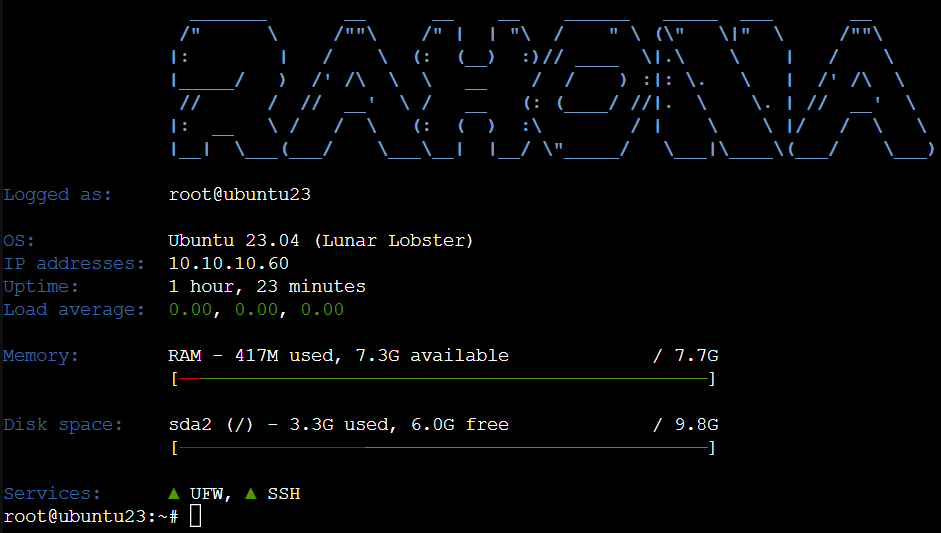 RAHONA
Logged as: root@ubuntu23
OS: Ubuntu 23.04 (Lunar Lobster)
IP addresses: 10.10.10.60
Uptime: 1 hour, 23 minutes
Load average: 0.00, 0.00, 0.00
Memory: RAM - 417M used, 7.3G available / 7.7G
Disk space: sda2 (/) - 3.3G used, 6.0G free / 9.8G
Services: ▲ UFW, ▲ SSH
root@ubuntu23:~#